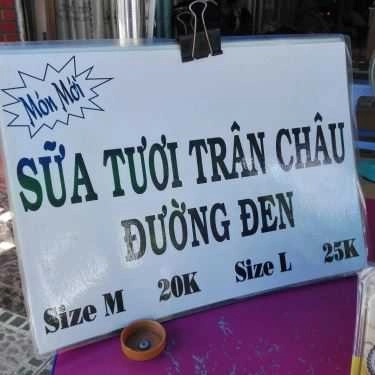 Món Mới
SỮA TƯƠI TRÂN CHÂU
ĐƯỜNG ĐEN
Size M 20K Size L 25K